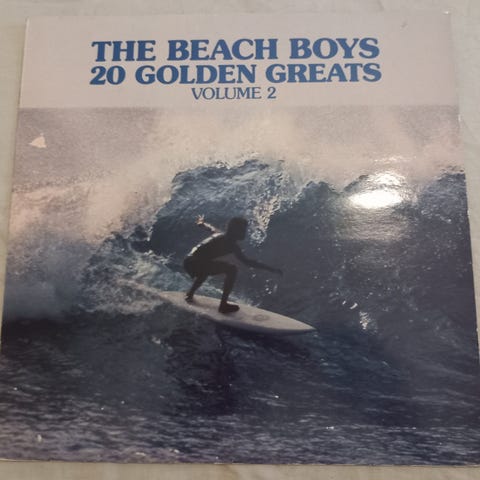 THE BEACH BOYS
20 GOLDEN GREATS
VOLUME 2